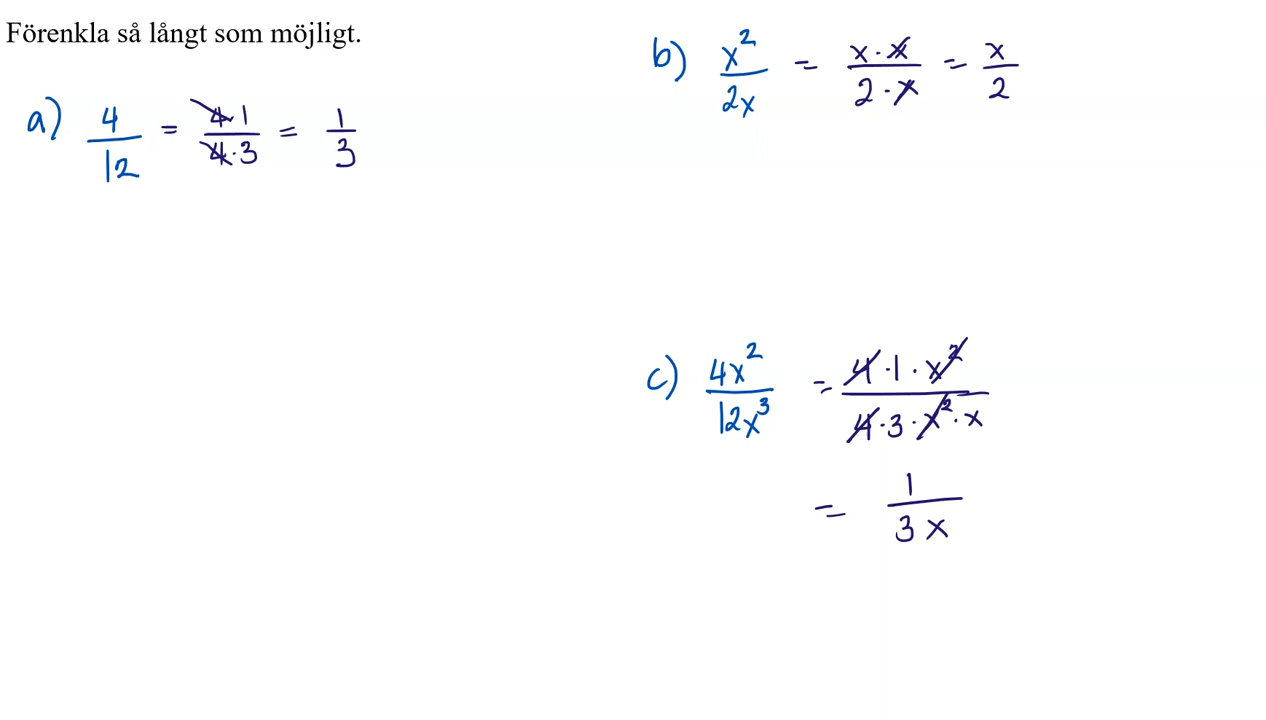 Förenkla så långt som möjligt.
a) 4/12 = 4·1/4·3 = 1/3
b) x²/2x = x·x/2·x = x/2
c) 4x²/12x³ = 4·1·x²/4·3·x²·x
= 1/3x